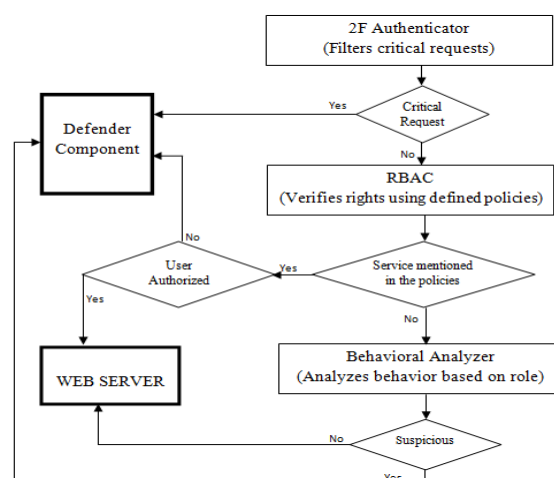 2F Authenticator
(Filters critical requests)
Yes
Critical
Request
Defender
Component
No
RBAC
(Verifies rights using defined policies)
No
User
Authorized
Yes
Service mentioned
in the policies
Yes
No
WEB SERVER
Behavioral Analyzer
(Analyzes behavior based on role)
No
Suspicious
Yes